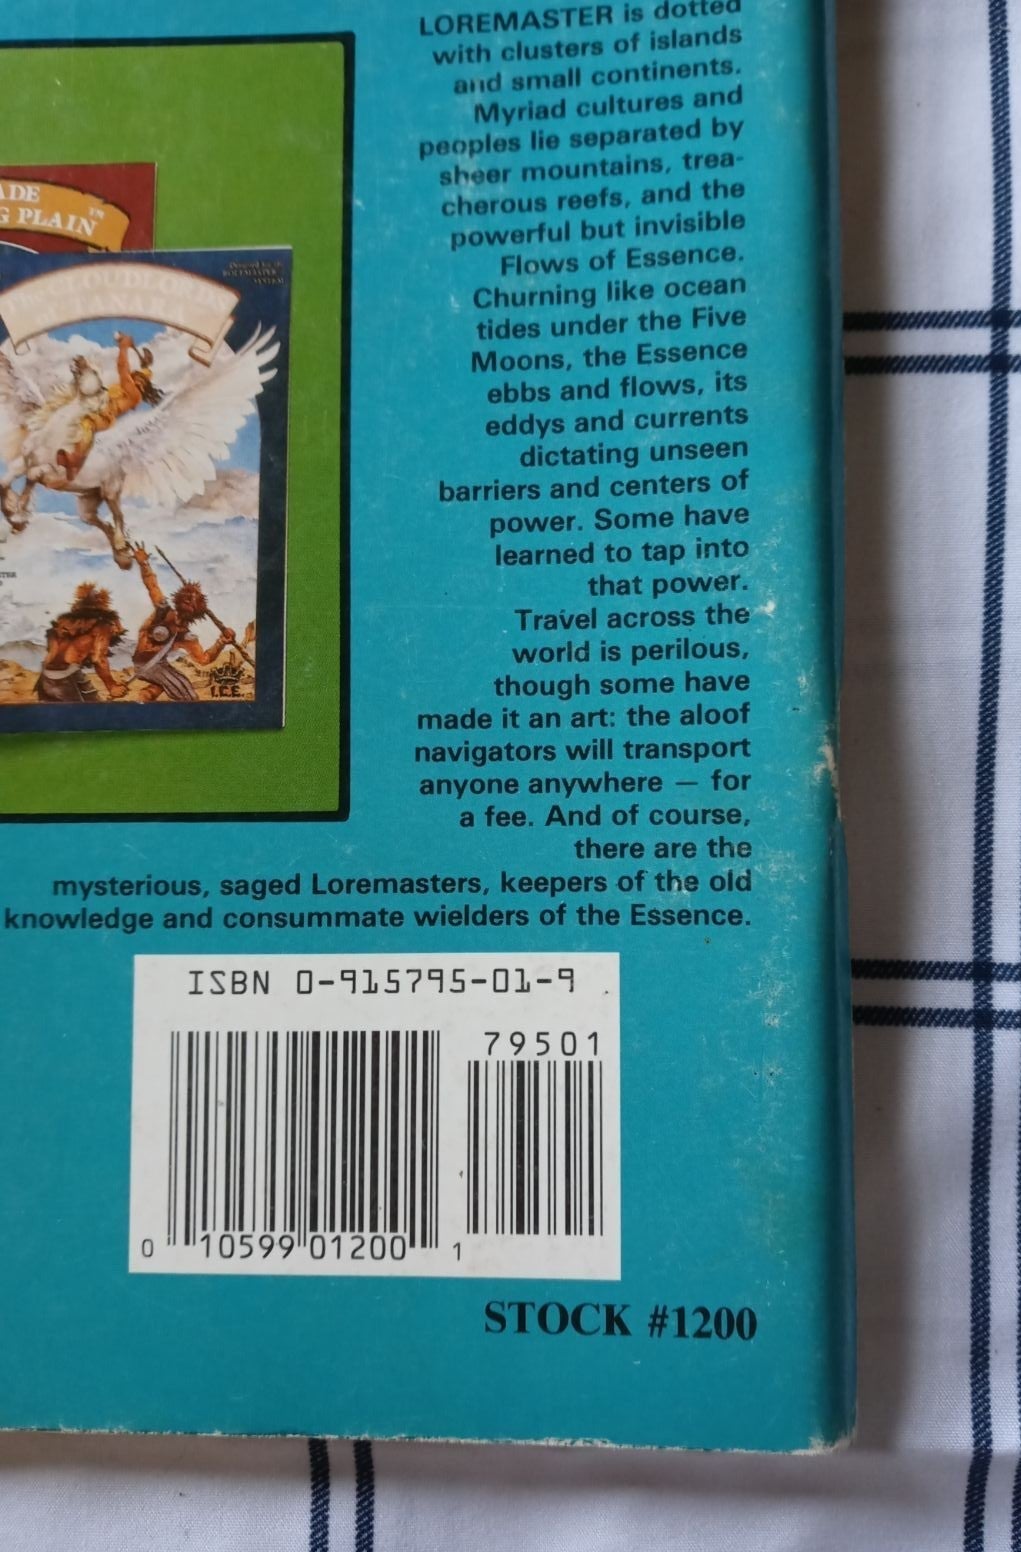 LOREMASTER is dotted
with clusters of islands
and small continents.
Myriad cultures and
peoples lie separated by
sheer mountains, trea-
cherous reefs, and the
powerful but invisible
Flows of Essence.
Churning like ocean
tides under the Five
Moons, the Essence
ebbs and flows, its
eddys and currents
dictating unseen
barriers and centers of
power. Some have
learned to tap into
that power.
Travel across the
world is perilous,
though some have
made it an art: the aloof
navigators will transport
anyone anywhere — for
a fee. And of course,
there are the
mysterious, saged Loremasters, keepers of the old
knowledge and consummate wielders of the Essence.
ADE
G PLAIN™
I.C.E.
ISBN 0-915795-01-9
79501
0 10599 01200 1
STOCK #1200